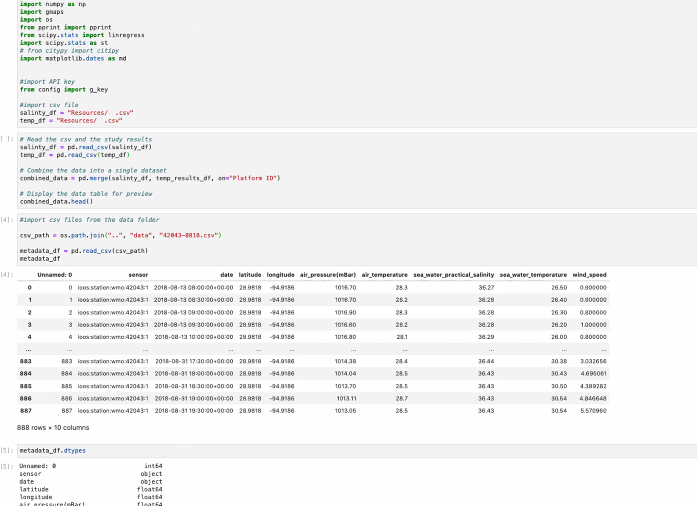 import numpy as np
import gmaps
import os
from pprint import pprint
from scipy.stats import linregress
import scipy.stats as st
# from citypy import citipy
import matplotlib.dates as md
#import API key
from config import g_key
#import csv file
salinty_df = "Resources/  .csv"
temp_df = "Resources/  .csv"
[ ]:
# Read the csv and the study results
salinty_df = pd.read_csv(salinty_df)
temp_df = pd.read_csv(temp_df)
# Combine the data into a single dataset
combined_data = pd.merge(salinty_df, temp_results_df, on="Platform ID")
# Display the data table for preview
combined_data.head()
[4]: #import csv files from the data folder
csv_path = os.path.join("..", "data", "42043-0818.csv")
metadata_df = pd.read_csv(csv_path)
metadata_df
[4]: Unnamed: 0 sensor date latitude longitude air_pressure(mBar) air_temperature sea_water_practical_salinity sea_water_temperature wind_speed
0 0 ioos:station:wmo:42043:1 2018-08-13 08:00:00+00:00 28.9818 -94.9186 1016.70 28.3 36.27 26.50 0.900000
1 1 ioos:station:wmo:42043:1 2018-08-13 08:30:00+00:00 28.9818 -94.9186 1016.70 28.2 36.28 26.40 0.900000
2 2 ioos:station:wmo:42043:1 2018-08-13 09:00:00+00:00 28.9818 -94.9186 1016.90 28.3 36.28 26.30 0.800000
3 3 ioos:station:wmo:42043:1 2018-08-13 09:30:00+00:00 28.9818 -94.9186 1016.60 28.2 36.28 26.20 1.000000
4 4 ioos:station:wmo:42043:1 2018-08-13 10:00:00+00:00 28.9818 -94.9186 1016.80 28.1 36.29 26.00 0.800000
... ... ... ... ... ... ... ... ... ... ...
883 883 ioos:station:wmo:42043:1 2018-08-31 17:30:00+00:00 28.9818 -94.9186 1014.38 28.4 36.44 30.38 3.032656
884 884 ioos:station:wmo:42043:1 2018-08-31 18:00:00+00:00 28.9818 -94.9186 1014.04 28.5 36.43 30.43 4.695061
885 885 ioos:station:wmo:42043:1 2018-08-31 18:30:00+00:00 28.9818 -94.9186 1013.70 28.5 36.43 30.50 4.389282
886 886 ioos:station:wmo:42043:1 2018-08-31 19:00:00+00:00 28.9818 -94.9186 1013.11 28.7 36.43 30.54 4.846648
887 887 ioos:station:wmo:42043:1 2018-08-31 19:30:00+00:00 28.9818 -94.9186 1013.05 28.5 36.43 30.54 5.570960
888 rows × 10 columns
[5]: metadata_df.dtypes
[5]: Unnamed: 0 int64
sensor object
date object
latitude float64
longitude float64
air_pressure(mBar) float64